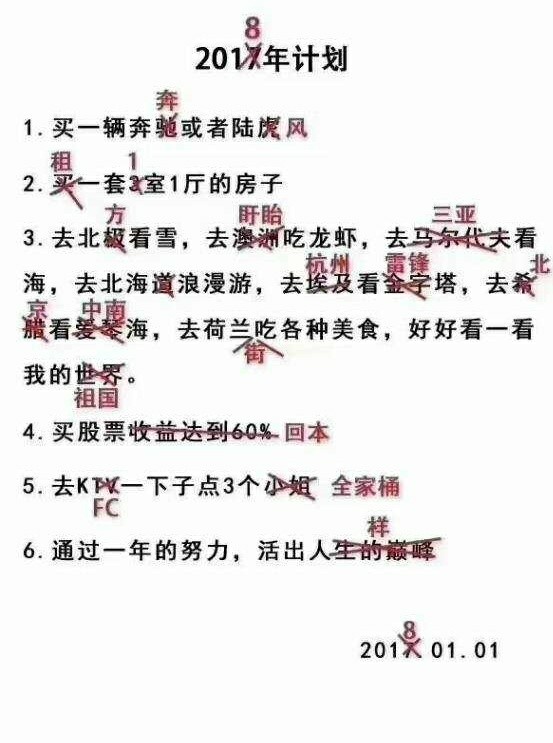 8
2017年计划
奔
1. 买一辆奔驰或者陆虎风
租 1
2. 买一套3室1厅的房子
方 盱眙 三亚
3. 去北极看雪，去澳洲吃龙虾，去马尔代夫看
杭州 雷锋 北
海，去北海道浪漫游，去埃及看金字塔，去希
京 中南
腊看爱琴海，去荷兰吃各种美食，好好看一看
街
我的世界。
祖国
4. 买股票收益达到60% 回本
5. 去KTV一下子点3个小姐 全家桶
FC
样
6. 通过一年的努力，活出人生的巅峰
8
2017.01.01